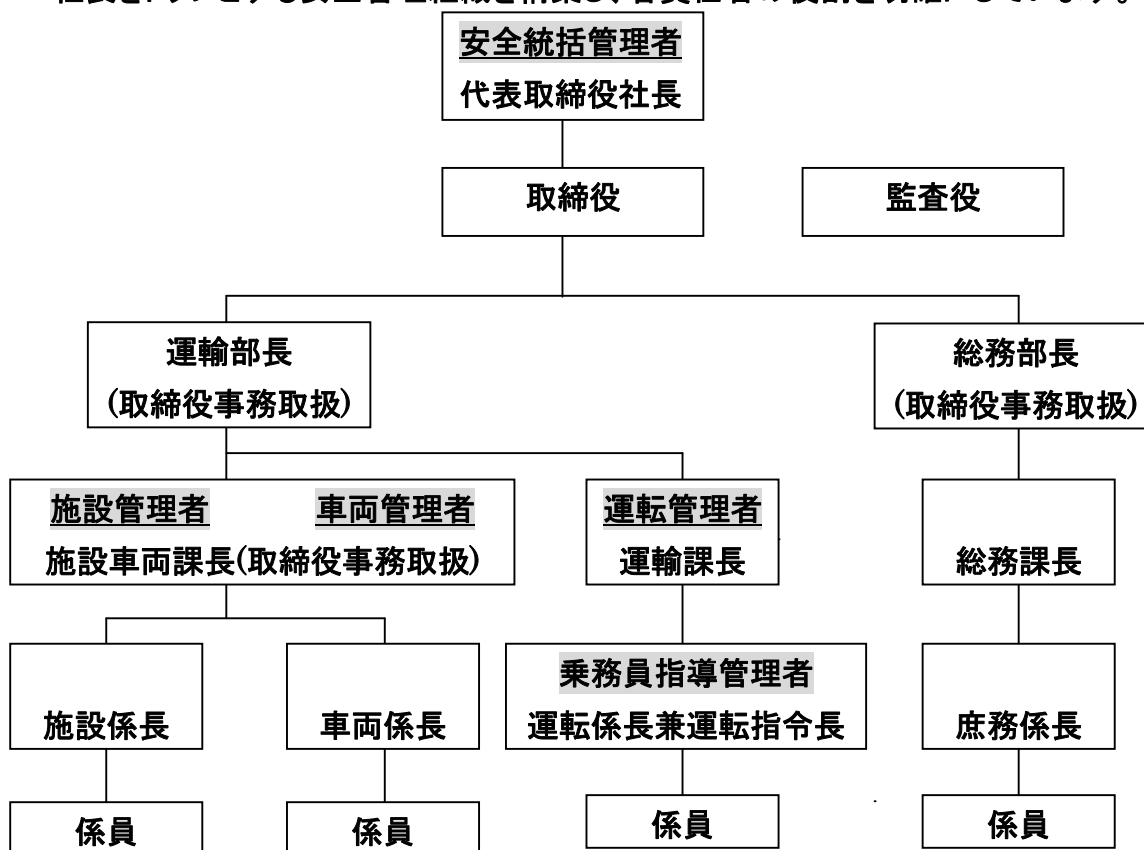 安全統括管理者
代表取締役社長
取締役
監査役
運輸部長
(取締役事務取扱)
総務部長
(取締役事務取扱)
施設管理者 車両管理者
施設車両課長(取締役事務取扱)
運転管理者
運輸課長
総務課長
施設係長
車両係長
乗務員指導管理者
運転係長兼運転指令長
庶務係長
係員
係員
係員
係員